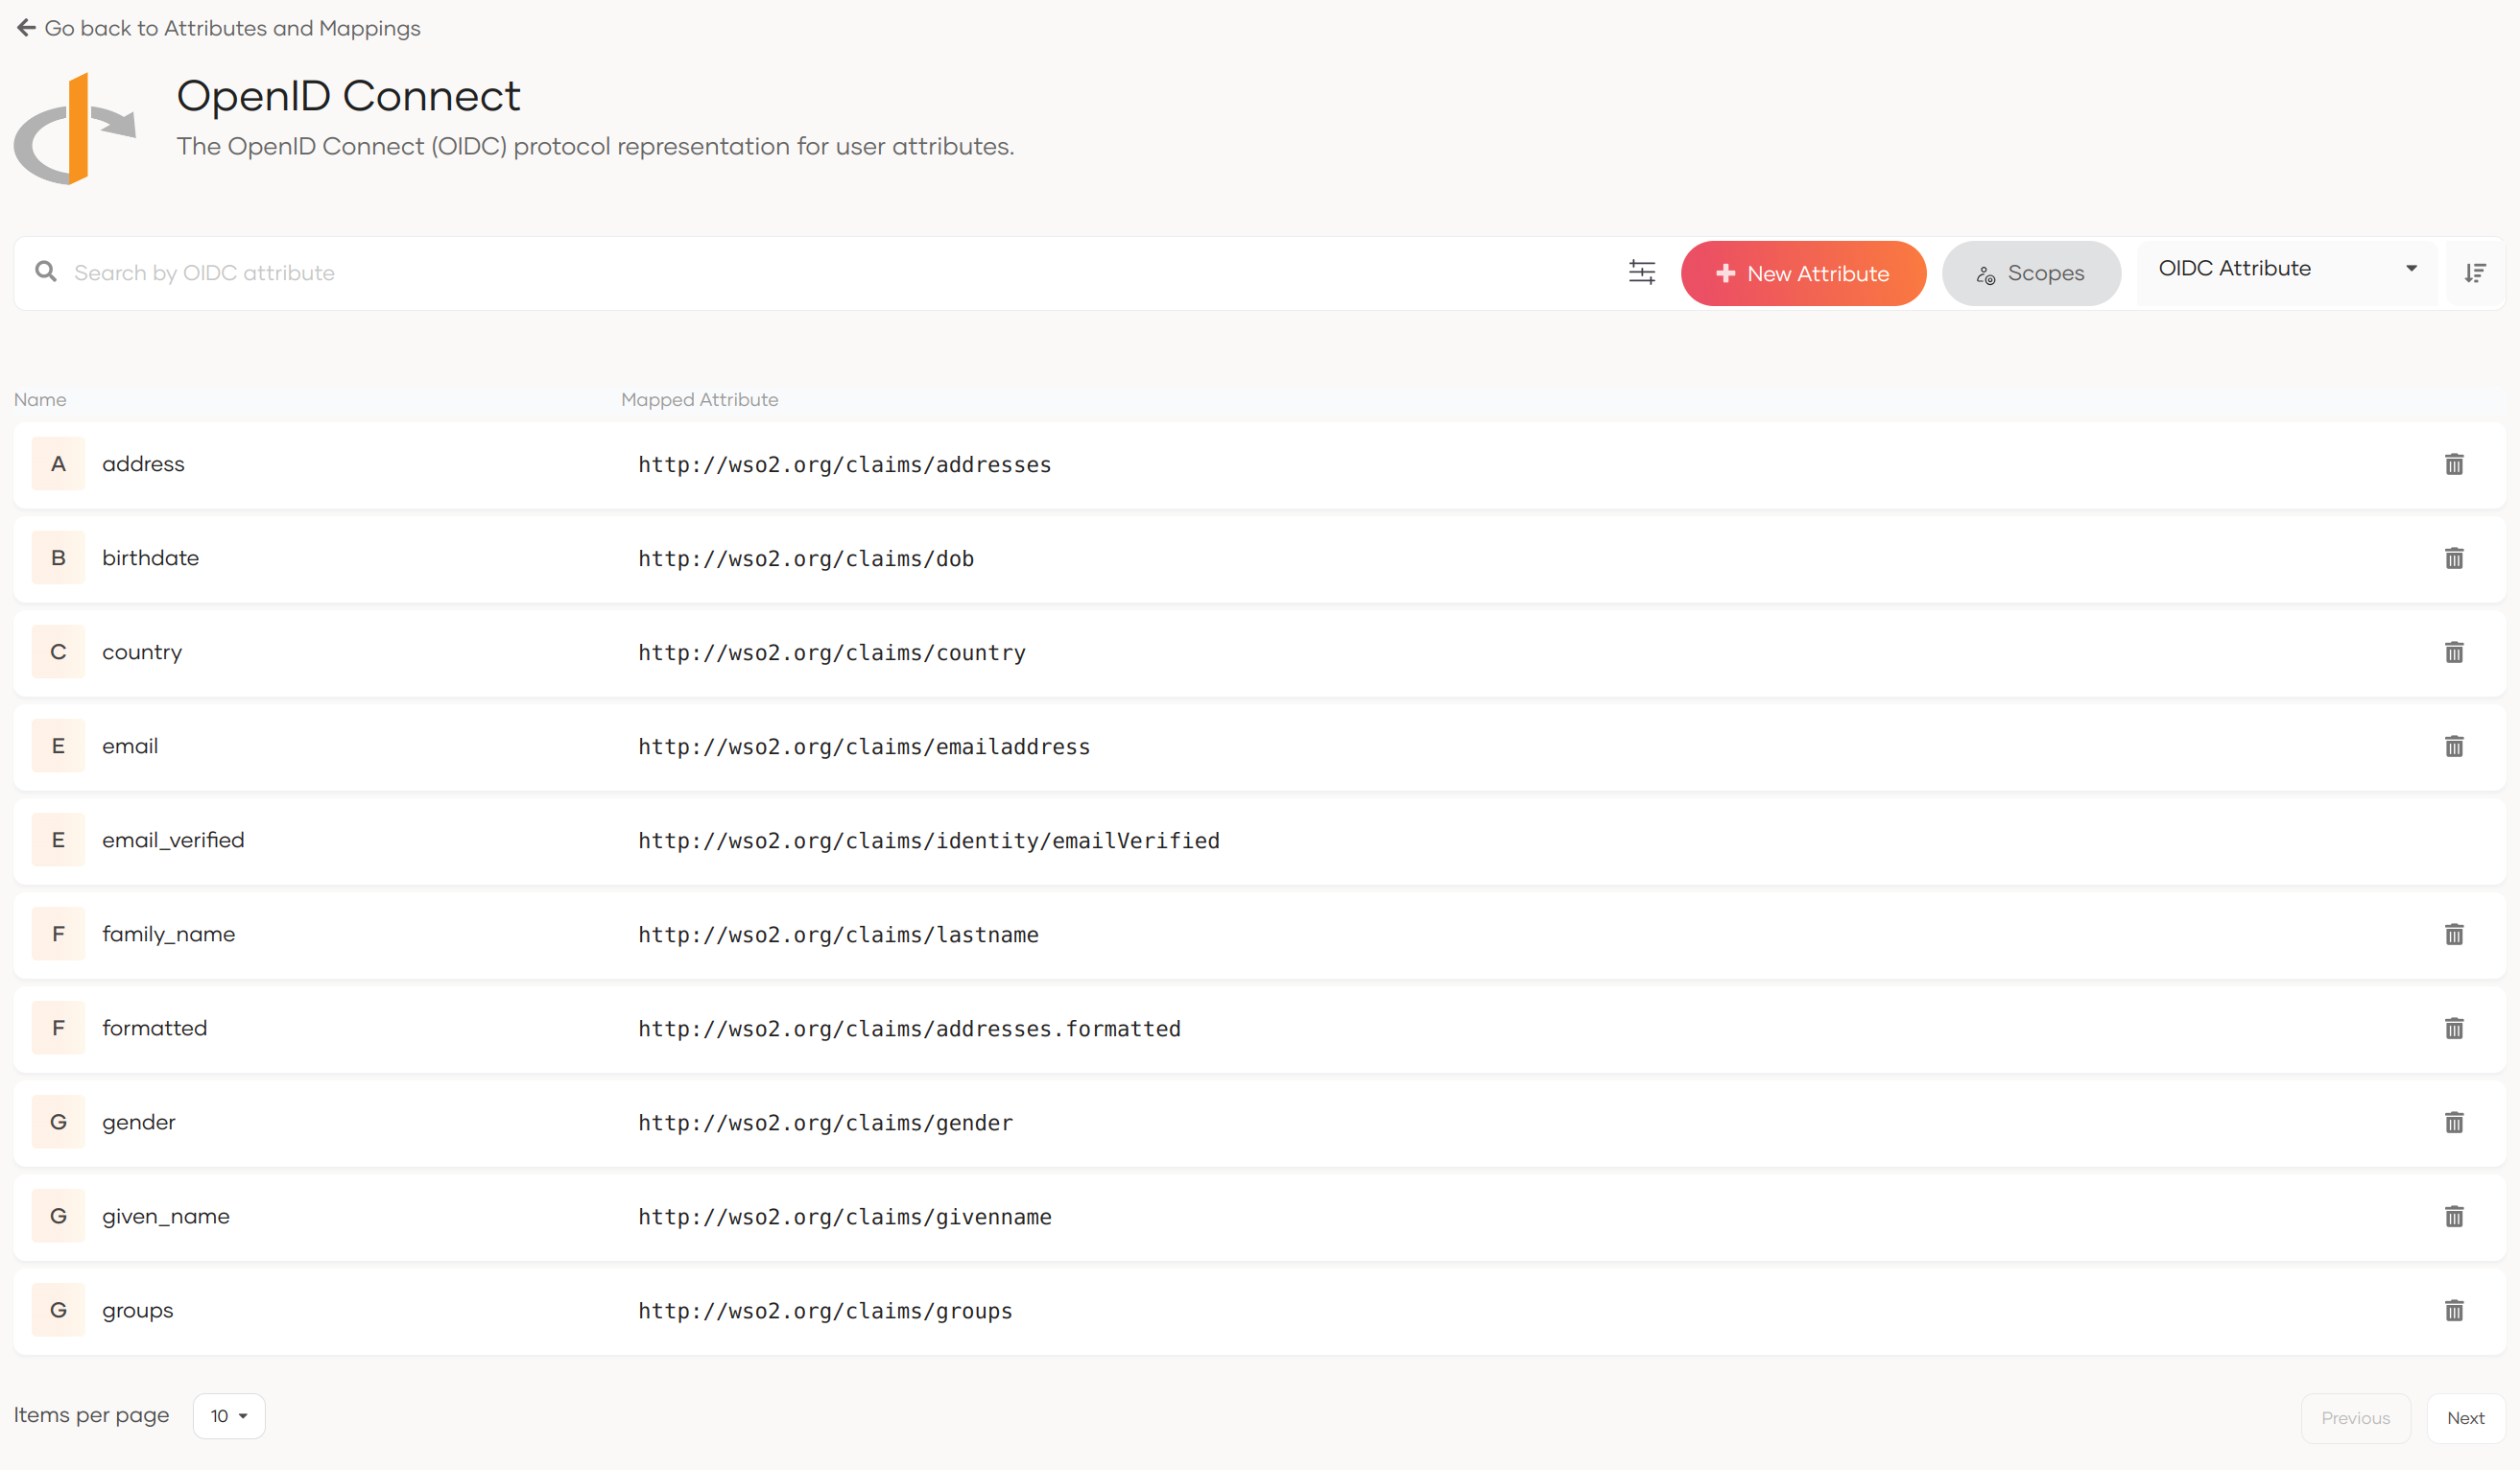 Go back to Attributes and Mappings
OpenID Connect
The OpenID Connect (OIDC) protocol representation for user attributes.
Search by OIDC attribute
New Attribute
Scopes
OIDC Attribute
Name Mapped Attribute
A address http://wso2.org/claims/addresses
B birthdate http://wso2.org/claims/dob
C country http://wso2.org/claims/country
E email http://wso2.org/claims/emailaddress
E email_verified http://wso2.org/claims/identity/emailVerified
F family_name http://wso2.org/claims/lastname
F formatted http://wso2.org/claims/addresses.formatted
G gender http://wso2.org/claims/gender
G given_name http://wso2.org/claims/givenname
G groups http://wso2.org/claims/groups
Items per page 10 Previous Next